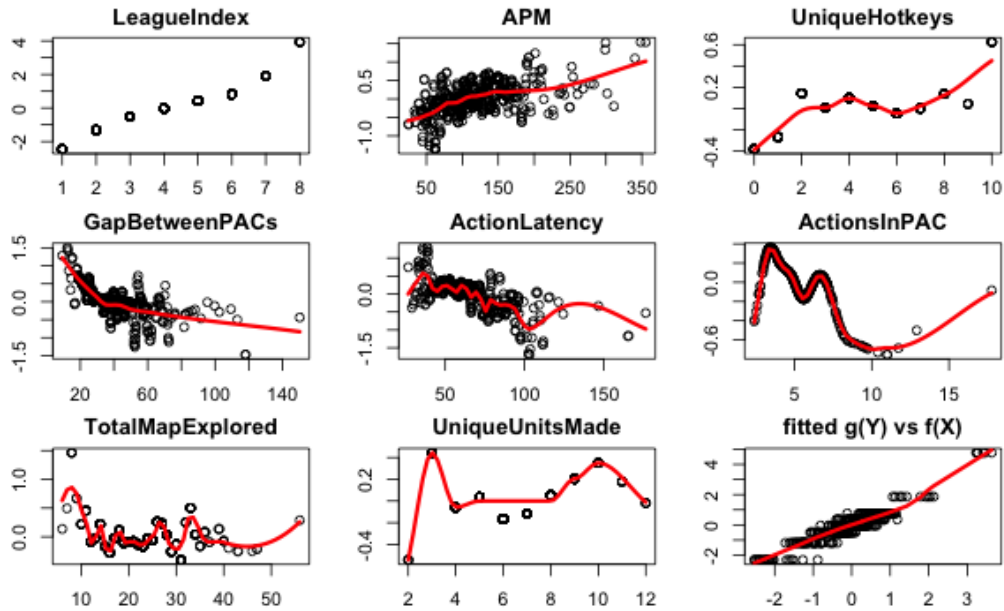 LeagueIndex
4
2
0
-2
1 2 3 4 5 6 7 8
APM
0.5
-1.0
50 150 250 350
UniqueHotkeys
0.6
0.2
-0.4
0 2 4 6 8 10
GapBetweenPACs
1.5
0.0
-1.5
20 60 100 140
ActionLatency
0.0
-1.5
50 100 150
ActionsInPAC
0.0
-0.6
5 10 15
TotalMapExplored
1.0
0.0
10 20 30 40 50
UniqueUnitsMade
0.2
-0.4
2 4 6 8 10 12
fitted g(Y) vs f(X)
4
2
0
-2
-2 -1 0 1 2 3